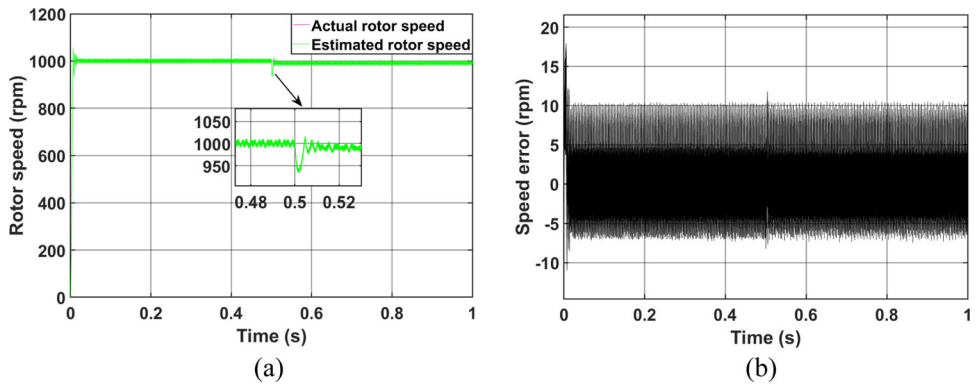 1200
1000
800
600
400
200
0
Rotor speed (rpm)
Actual rotor speed
Estimated rotor speed
1050
1000
950
0.48 0.5 0.52
0 0.2 0.4 0.6 0.8 1
Time (s)
(a)
20
15
10
5
0
-5
-10
Speed error (rpm)
0 0.2 0.4 0.6 0.8 1
Time (s)
(b)